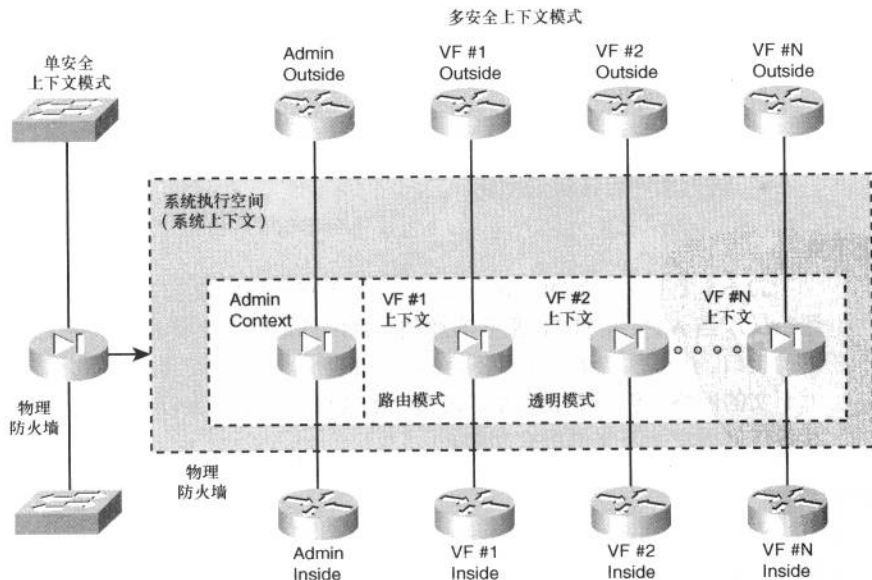 多安全上下文模式
单安全
上下文模式
Admin
Outside
VF #1
Outside
VF #2
Outside
VF #N
Outside
系统执行空间
(系统上下文)
Admin
Context
VF #1
上下文
VF #2
上下文
VF #N
上下文
路由模式
透明模式
物理
防火墙
物理
防火墙
Admin
Inside
VF #1
Inside
VF #2
Inside
VF #N
Inside